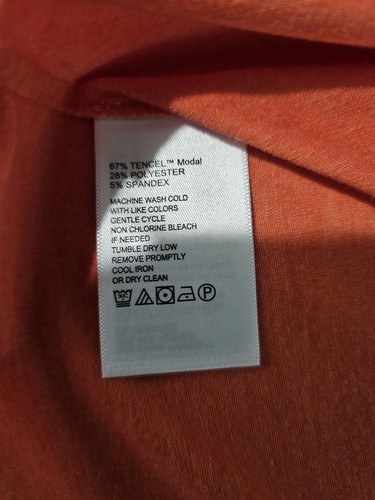 67% TENCEL™ Modal
28% POLYESTER
5% SPANDEX
MACHINE WASH COLD
WITH LIKE COLORS
GENTLE CYCLE
NON CHLORINE BLEACH
IF NEEDED
TUMBLE DRY LOW
REMOVE PROMPTLY
COOL IRON
OR DRY CLEAN
P